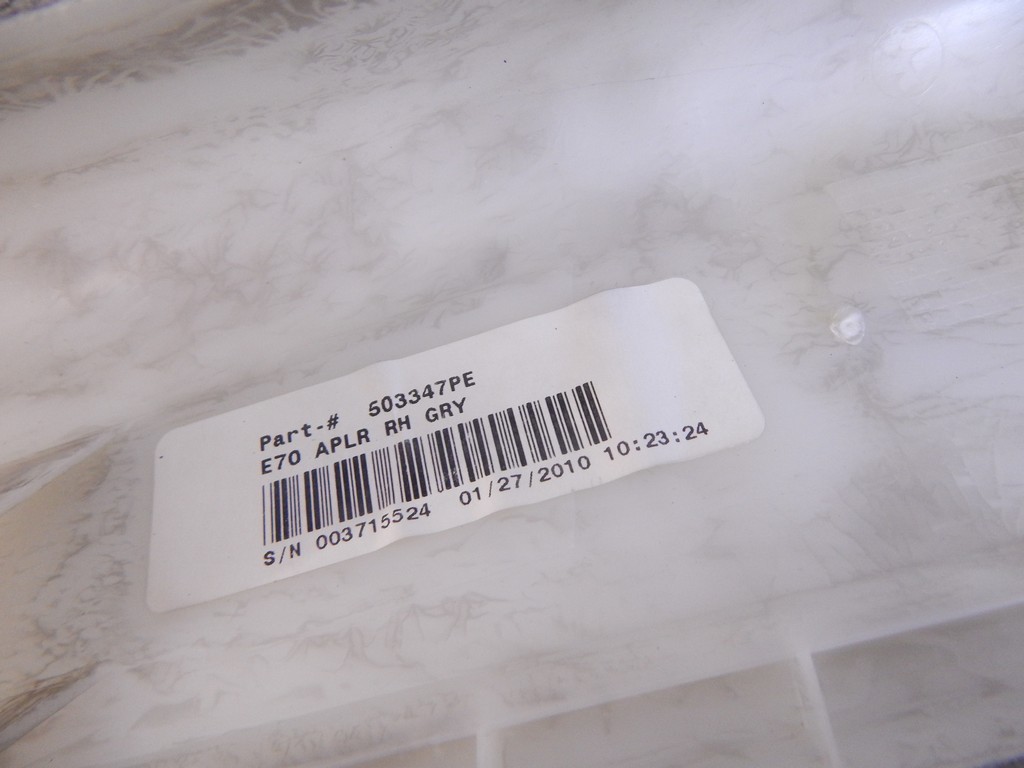 Part-# 503347PE
E70 APLR RH GRY
S/N 003715524 01/27/2010 10:23:24